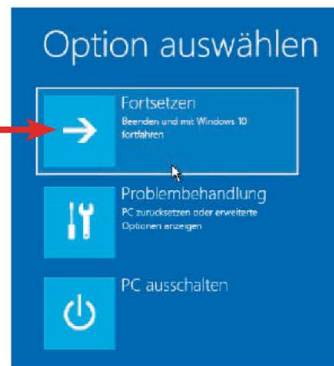 Option auswählen
Fortsetzen
Beenden und mit Windows 10
fortfahren
Problembehandlung
PC zurücksetzen oder erweiterte
Optionen anzeigen
PC ausschalten